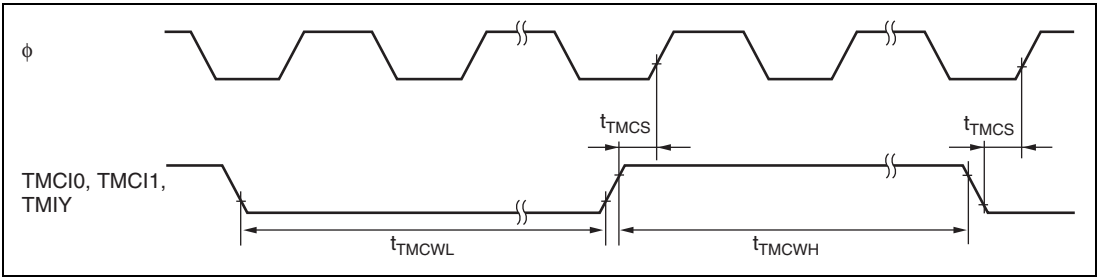 ϕ
tTMCS
tTMCS
TMCI0, TMCI1,
TMIY
tTMCWL
tTMCWH